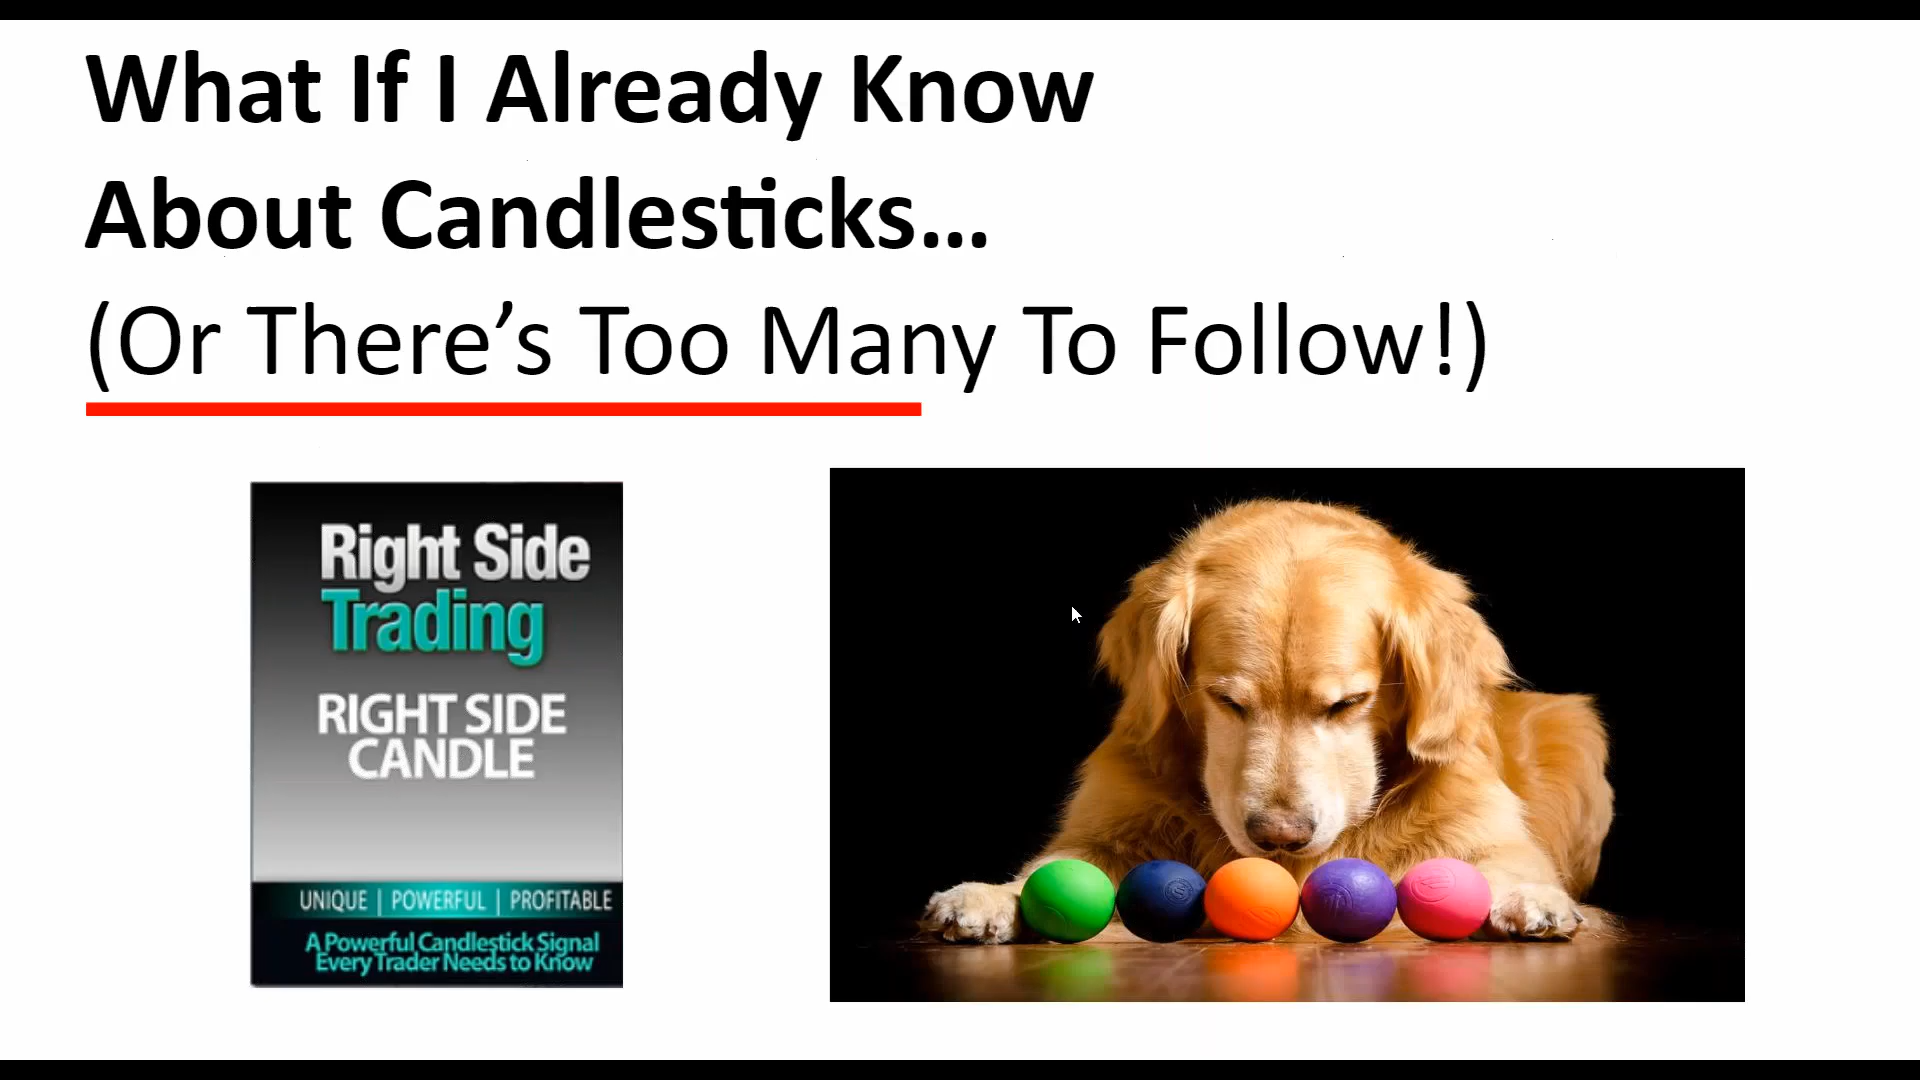 What If I Already Know
About Candlesticks...
(Or There’s Too Many To Follow!)
Right Side
Trading
RIGHT SIDE
CANDLE
UNIQUE | POWERFUL | PROFITABLE
A Powerful Candlestick Signal
Every Trader Needs to Know